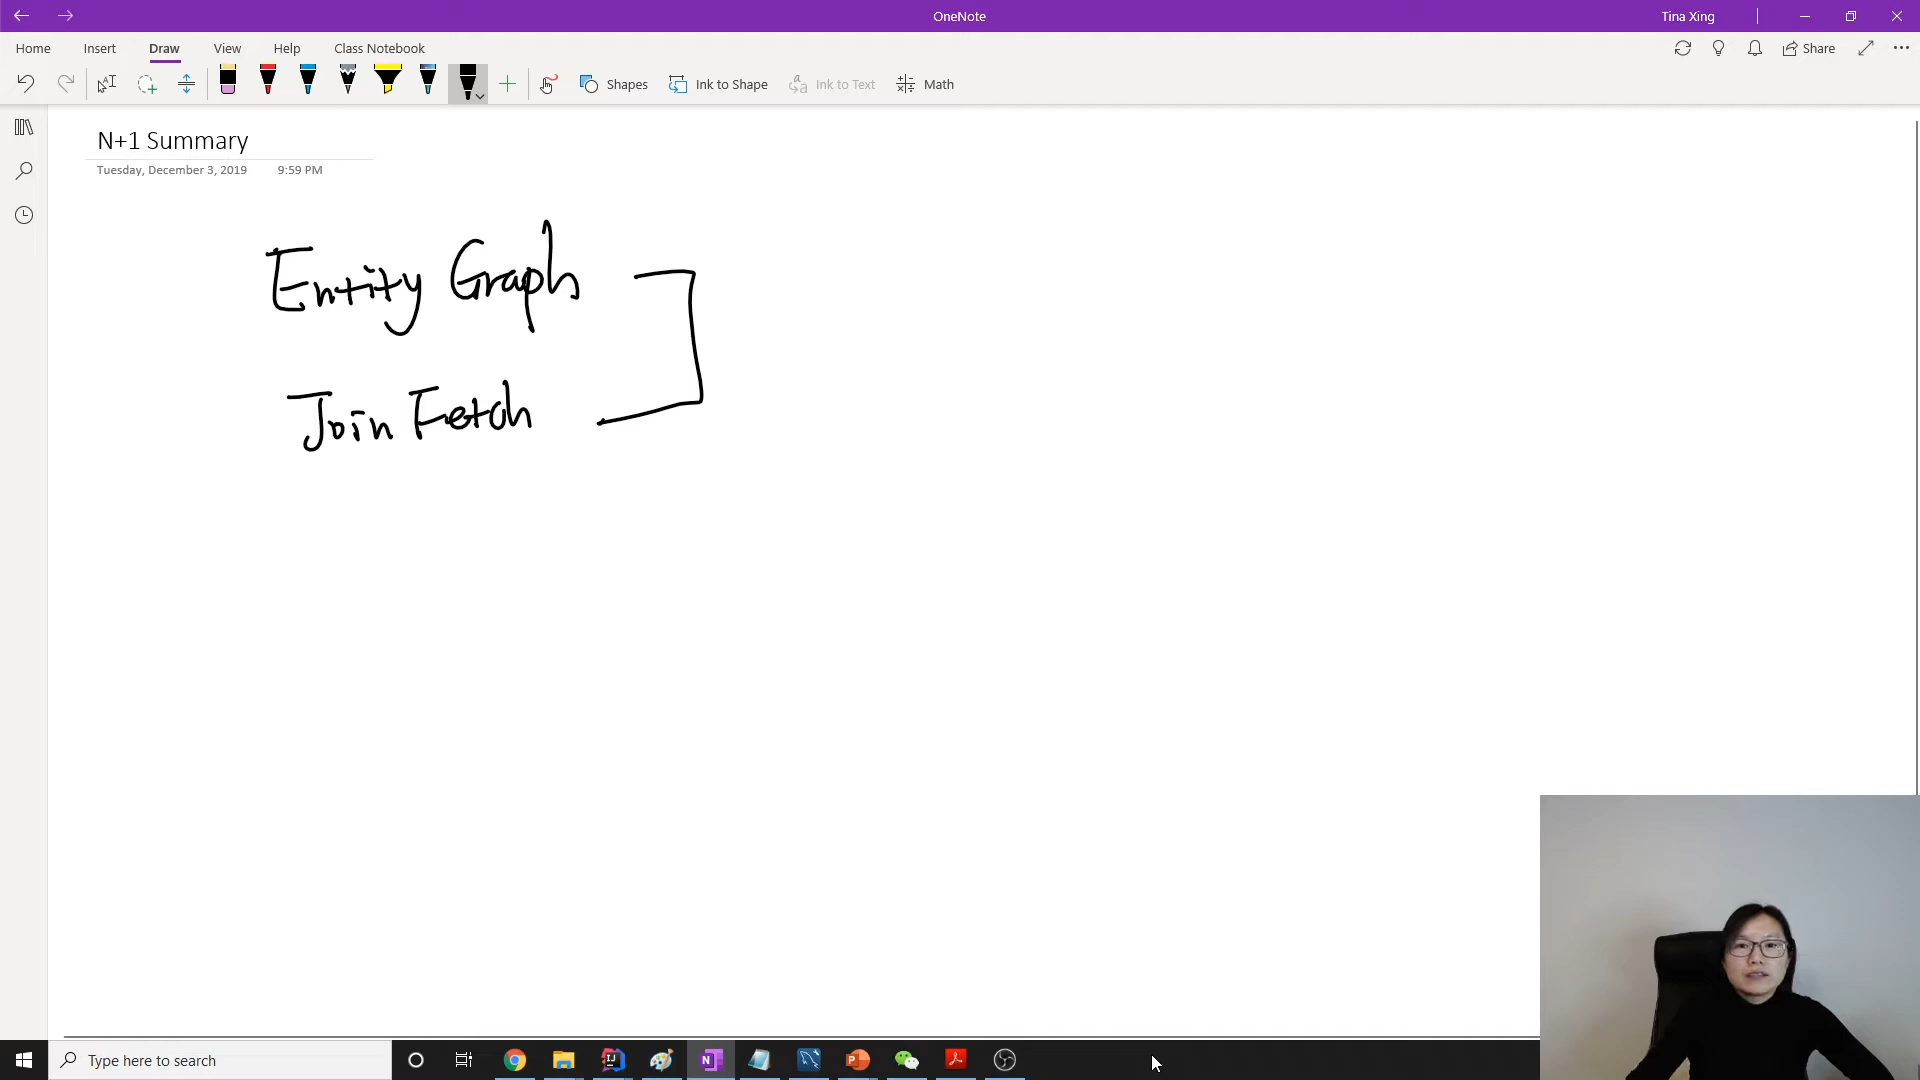 OneNote
Tina Xing
Home Insert Draw View Help Class Notebook
Share
Shapes Ink to Shape Ink to Text Math
N+1 Summary
Tuesday, December 3, 2019 9:59 PM
Entity Graph
Join Fetch
Type here to search